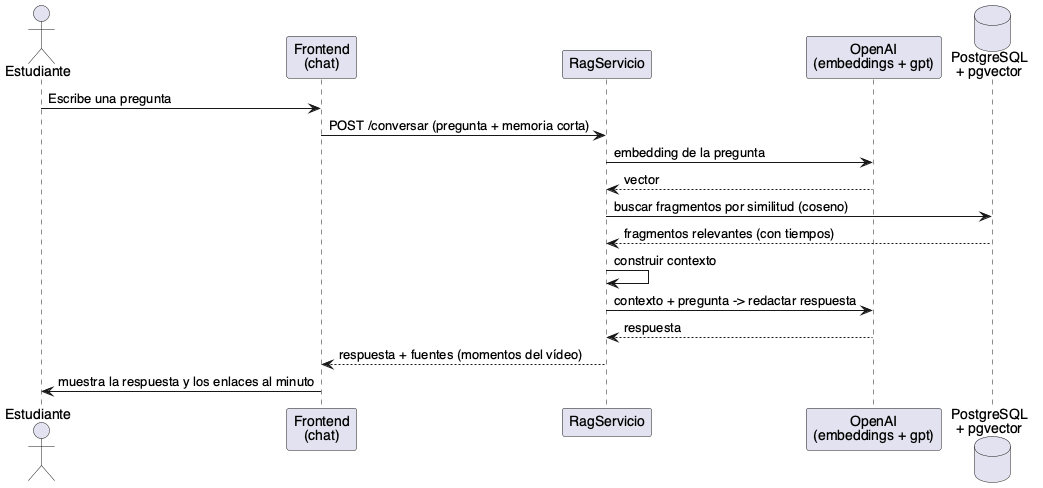 Estudiante
Frontend
(chat)
RagServicio
OpenAI
(embeddings + gpt)
PostgreSQL
+ pgvector
Escribe una pregunta
POST /conversar (pregunta + memoria corta)
embedding de la pregunta
vector
buscar fragmentos por similitud (coseno)
fragmentos relevantes (con tiempos)
construir contexto
contexto + pregunta -> redactar respuesta
respuesta
respuesta + fuentes (momentos del vídeo)
muestra la respuesta y los enlaces al minuto
Estudiante
Frontend
(chat)
RagServicio
OpenAI
(embeddings + gpt)
PostgreSQL
+ pgvector